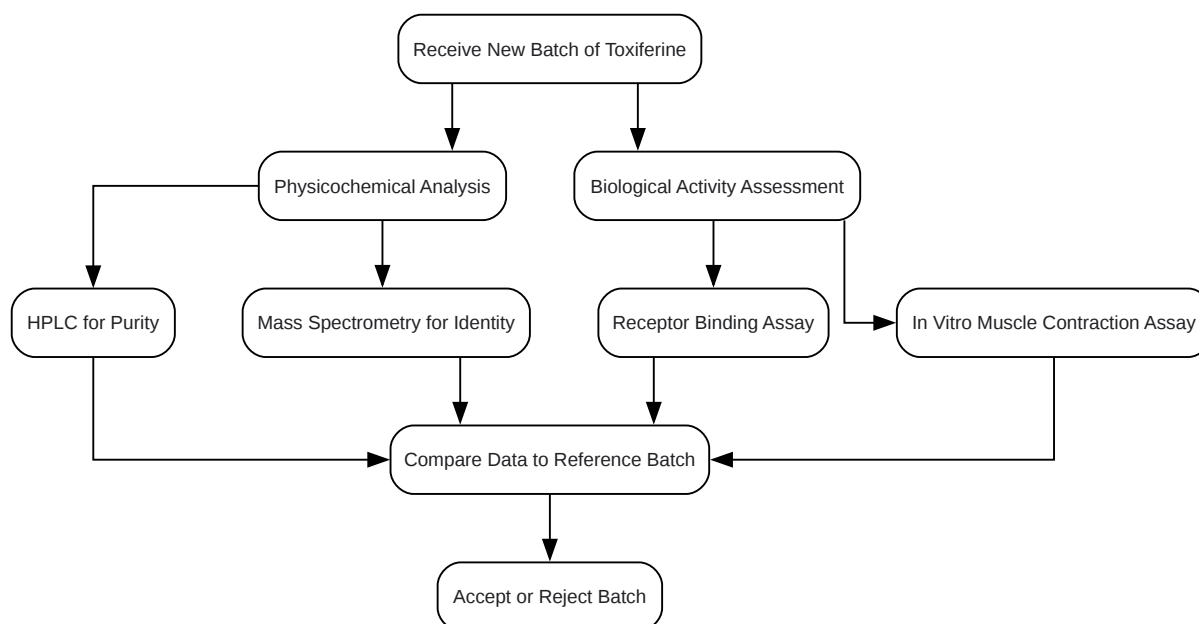 Receive New Batch of Toxiferine
Physicochemical Analysis
Biological Activity Assessment
HPLC for Purity
Mass Spectrometry for Identity
Receptor Binding Assay
In Vitro Muscle Contraction Assay
Compare Data to Reference Batch
Accept or Reject Batch